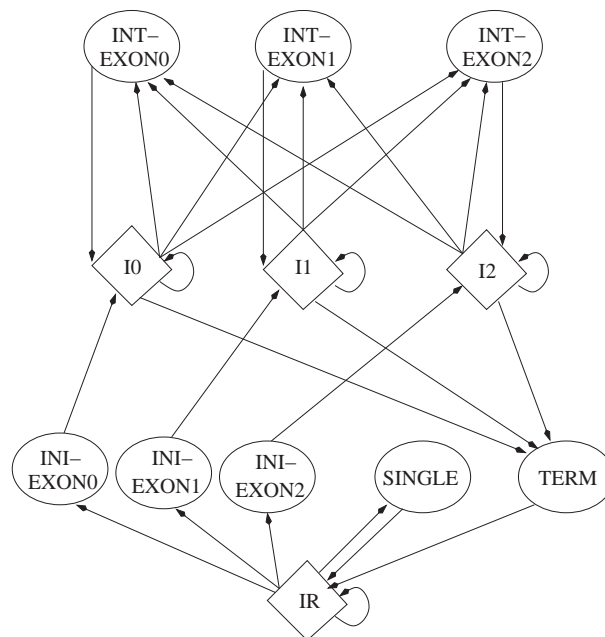 INT–
EXON0
INT–
EXON1
INT–
EXON2
I0
I1
I2
INI–
EXON0
INI–
EXON1
INI–
EXON2
SINGLE
TERM
IR